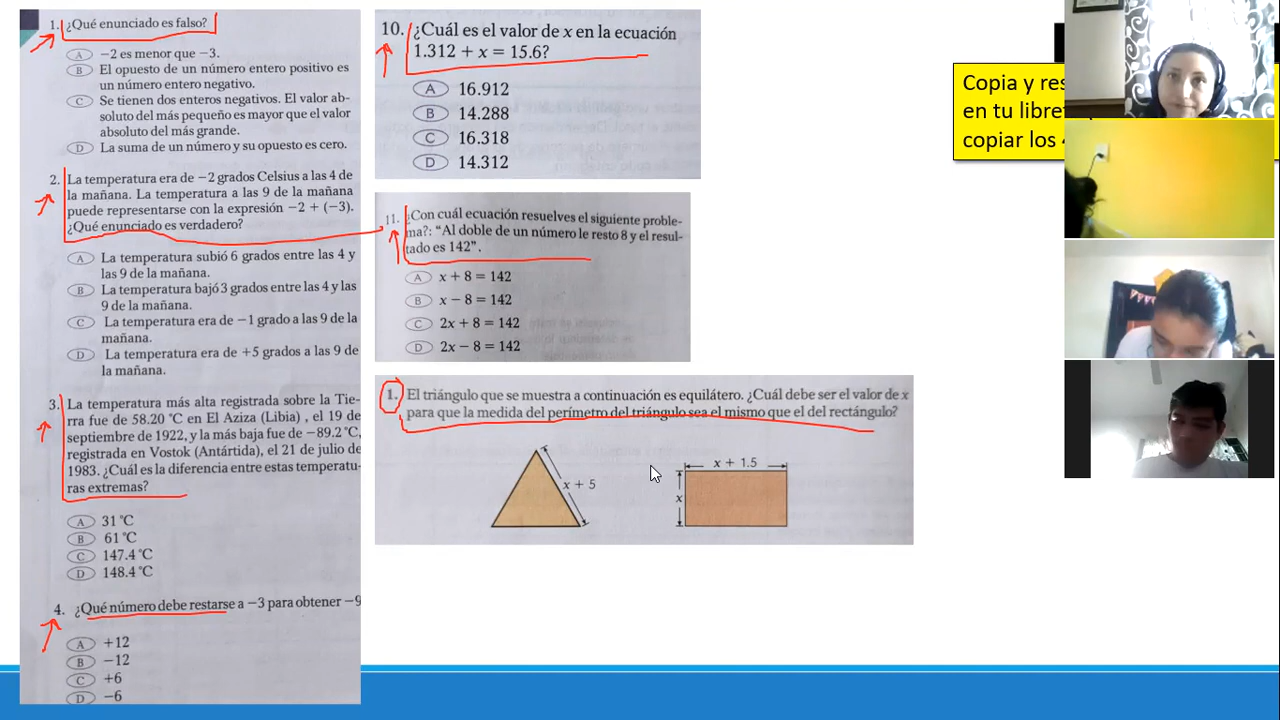 1. ¿Qué enunciado es falso?
A −2 es menor que −3.
B El opuesto de un número entero positivo es
un número entero negativo.
C Se tienen dos enteros negativos. El valor ab-
soluto del más pequeño es mayor que el valor
absoluto del más grande.
D La suma de un número y su opuesto es cero.
2. La temperatura era de −2 grados Celsius a las 4 de
la mañana. La temperatura a las 9 de la mañana
puede representarse con la expresión −2 + (−3).
¿Qué enunciado es verdadero?
A La temperatura subió 6 grados entre las 4 y
las 9 de la mañana.
B La temperatura bajó 3 grados entre las 4 y las
9 de la mañana.
C La temperatura era de −1 grado a las 9 de la
mañana.
D La temperatura era de +5 grados a las 9 de
la mañana.
3. La temperatura más alta registrada sobre la Tie-
rra fue de 58.20 °C en El Aziza (Libia) , el 19 de
septiembre de 1922, y la más baja fue de −89.2 °C,
registrada en Vostok (Antártida), el 21 de julio de
1983. ¿Cuál es la diferencia entre estas temperatu-
ras extremas?
A 31 °C
B 61 °C
C 147.4 °C
D 148.4 °C
4. ¿Qué número debe restarse a −3 para obtener −9
A +12
B −12
C +6
D −6
10. ¿Cuál es el valor de x en la ecuación
1.312 + x = 15.6?
A 16.912
B 14.288
C 16.318
D 14.312
11. ¿Con cuál ecuación resuelves el siguiente proble-
ma?: “Al doble de un número le resto 8 y el resul-
tado es 142”.
A x + 8 = 142
B x − 8 = 142
C 2x + 8 = 142
D 2x − 8 = 142
1. El triángulo que se muestra a continuación es equilátero. ¿Cuál debe ser el valor de x
para que la medida del perímetro del triángulo sea el mismo que el del rectángulo?
x + 5
x + 1.5
x
Copia y
en tu
copiar los